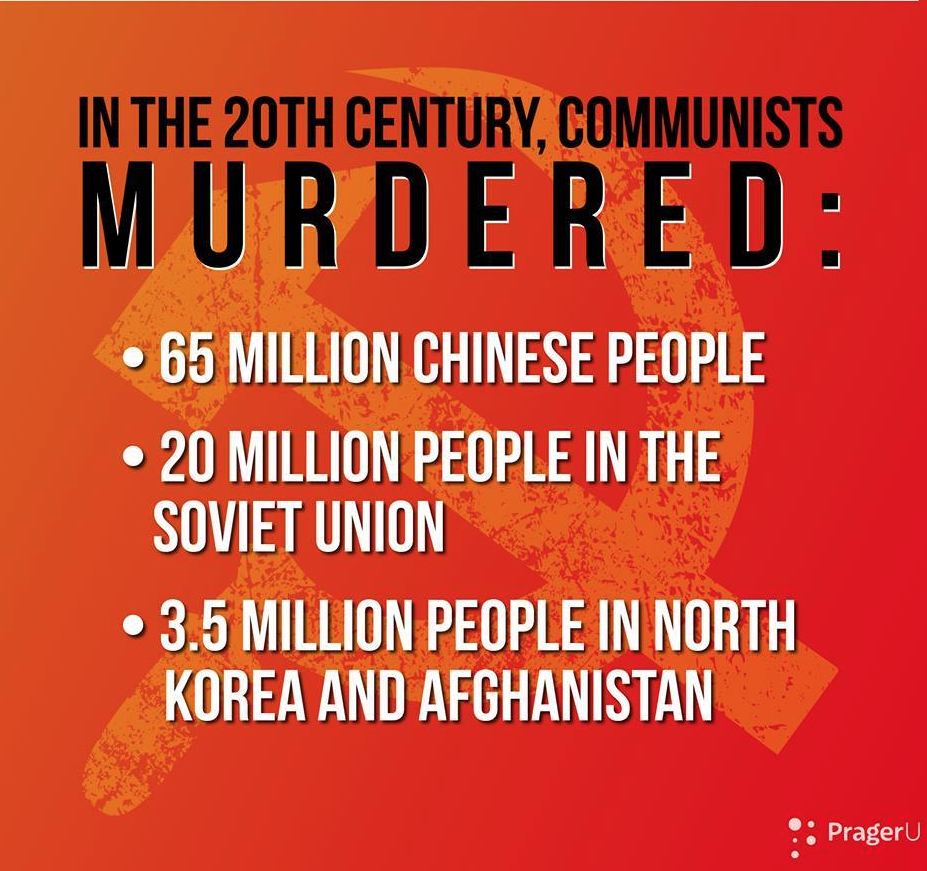 IN THE 20TH CENTURY, COMMUNISTS
MURDERED:
• 65 MILLION CHINESE PEOPLE
• 20 MILLION PEOPLE IN THE
SOVIET UNION
• 3.5 MILLION PEOPLE IN NORTH
KOREA AND AFGHANISTAN
PragerU